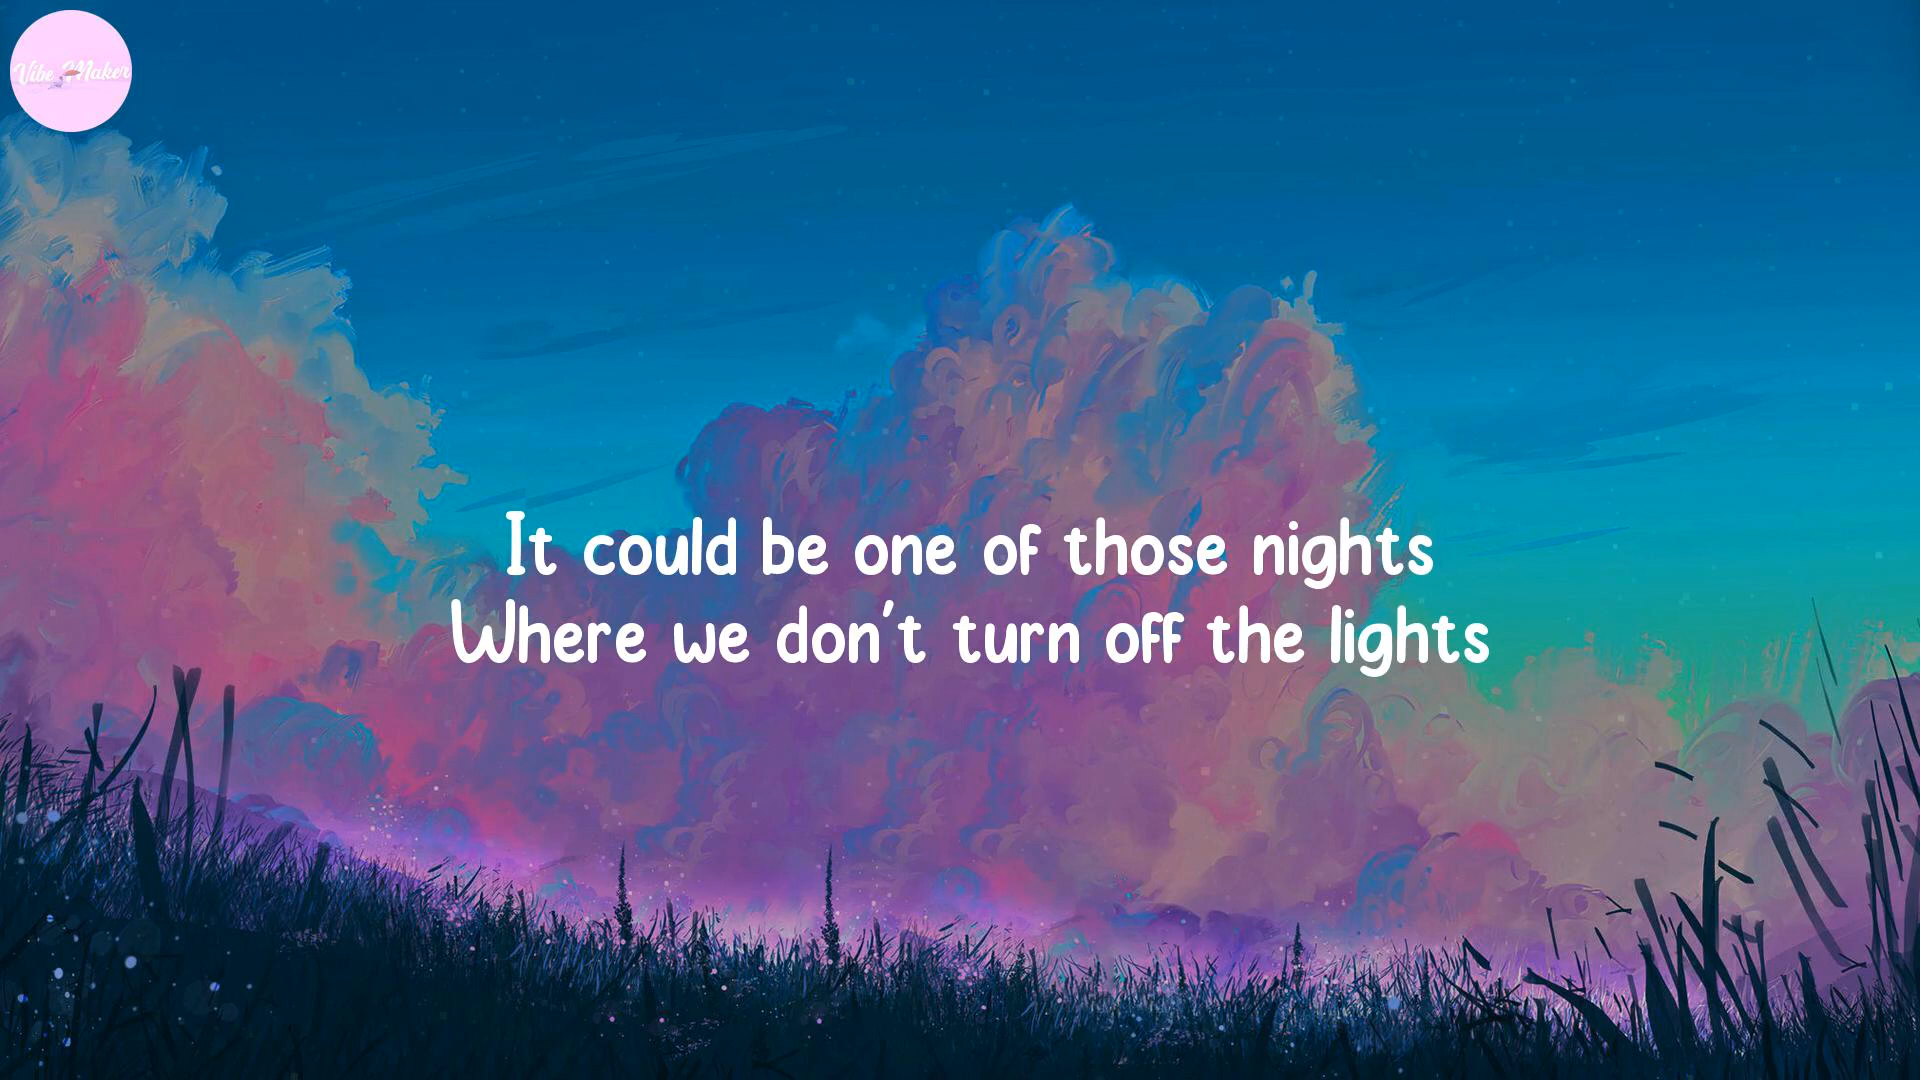 Vibe Maker
It could be one of those nights
Where we don't turn off the lights